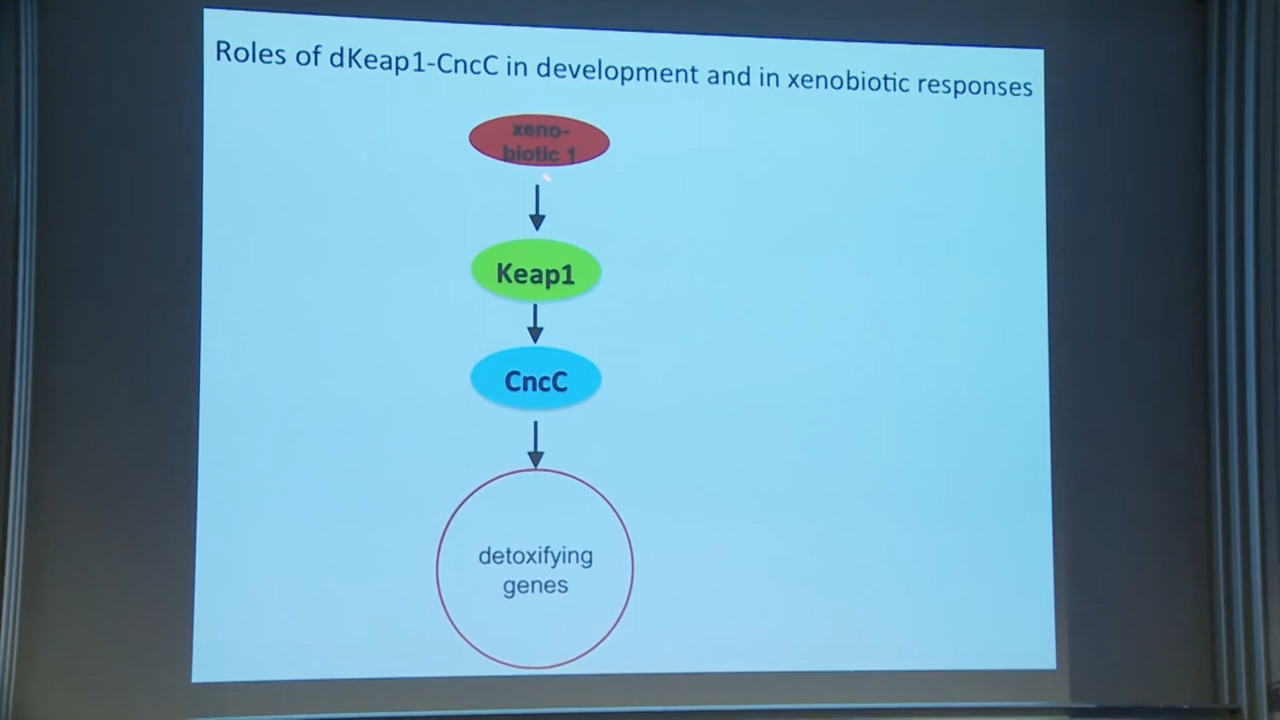 Roles of dKeap1-CncC in development and in xenobiotic responses
xeno-
biotic 1
Keap1
CncC
detoxifying
genes